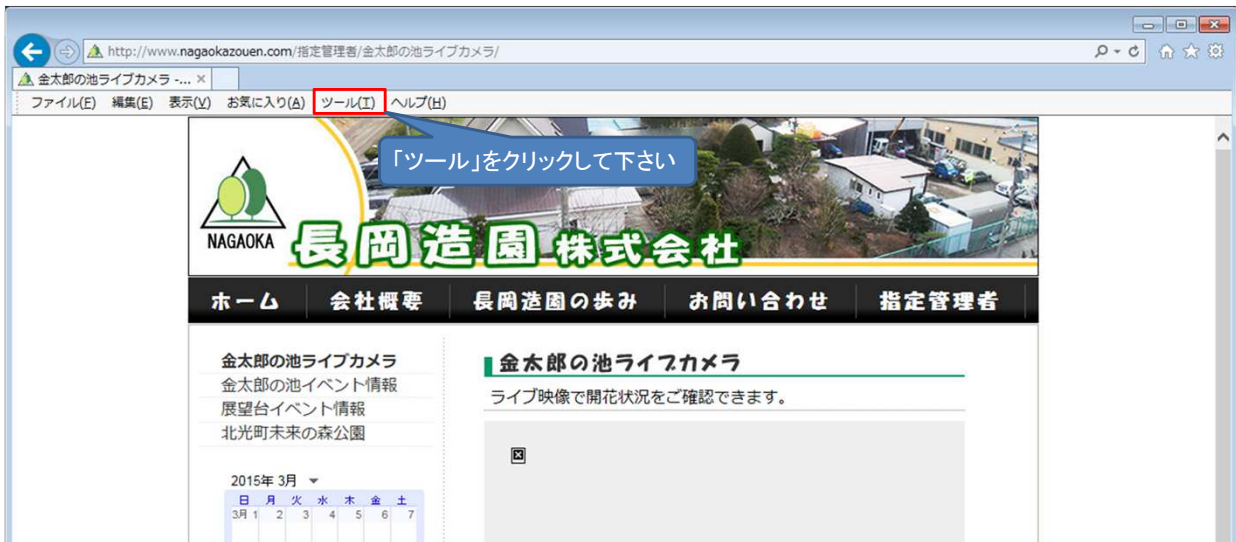 http://www.nagaokazouen.com/指定管理者/金太郎の池ライブカメラ/
金太郎の池ライブカメラ -...
ファイル(F) 編集(E) 表示(V) お気に入り(A) ツール(T) ヘルプ(H)
「ツール」をクリックして下さい
NAGAOKA
長岡造園株式会社
ホーム 会社概要 長岡造園の歩み お問い合わせ 指定管理者
金太郎の池ライブカメラ
金太郎の池イベント情報
展望台イベント情報
北光町未来の森公園
金太郎の池ライブカメラ
ライブ映像で開花状況をご確認できます。
2015年 3月
日 月 火 水 木 金 土
3月 1 2 3 4 5 6 7